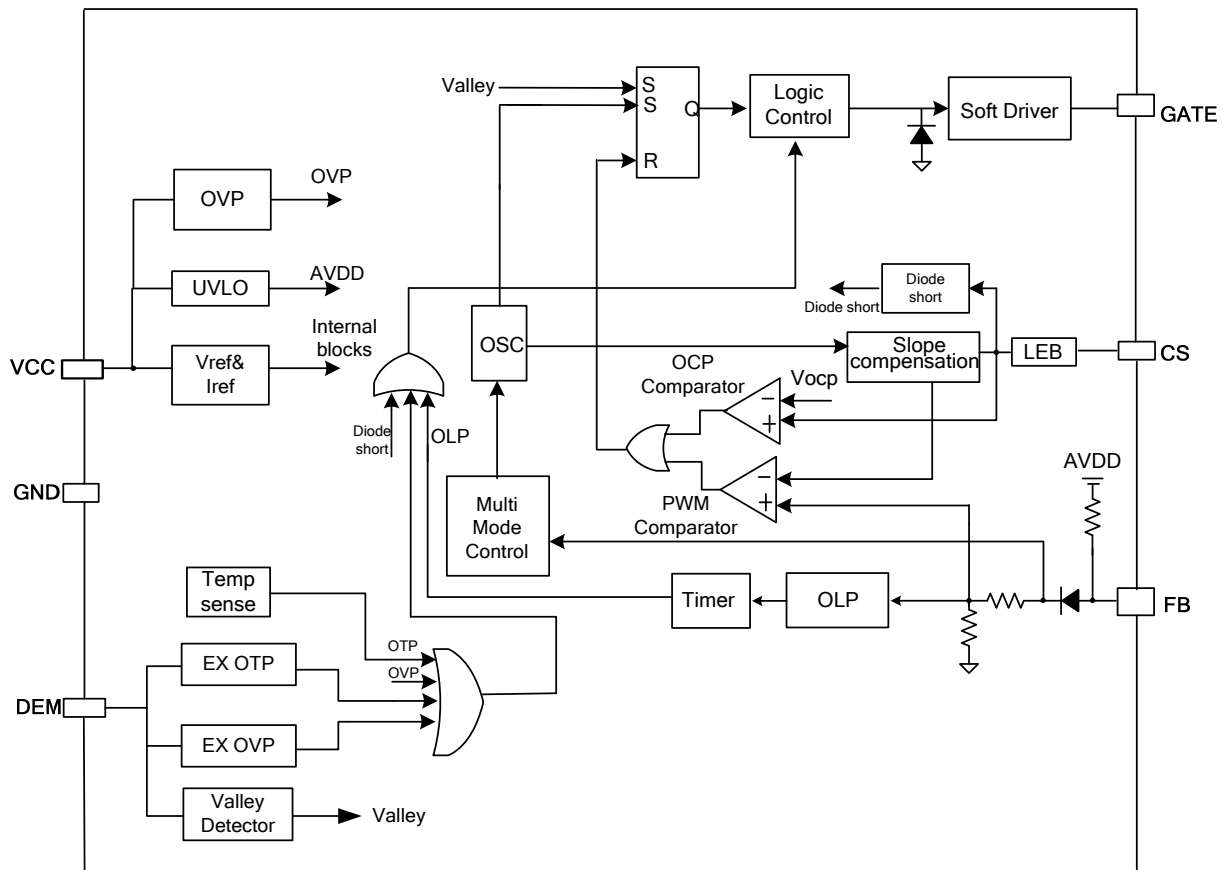 Valley
S
S
Q
R
Logic
Control
Soft Driver
GATE
OVP
OVP
UVLO
AVDD
Vref&
Iref
Internal
blocks
VCC
OSC
Diode
short
Diode short
Slope
compensation
LEB
CS
OCP
Comparator
Vocp
−
+
Diode
short
OLP
GND
Multi
Mode
Control
PWM
Comparator
−
+
AVDD
Temp
sense
Timer
OLP
FB
OTP
OVP
DEM
EX OTP
EX OVP
Valley
Detector
Valley